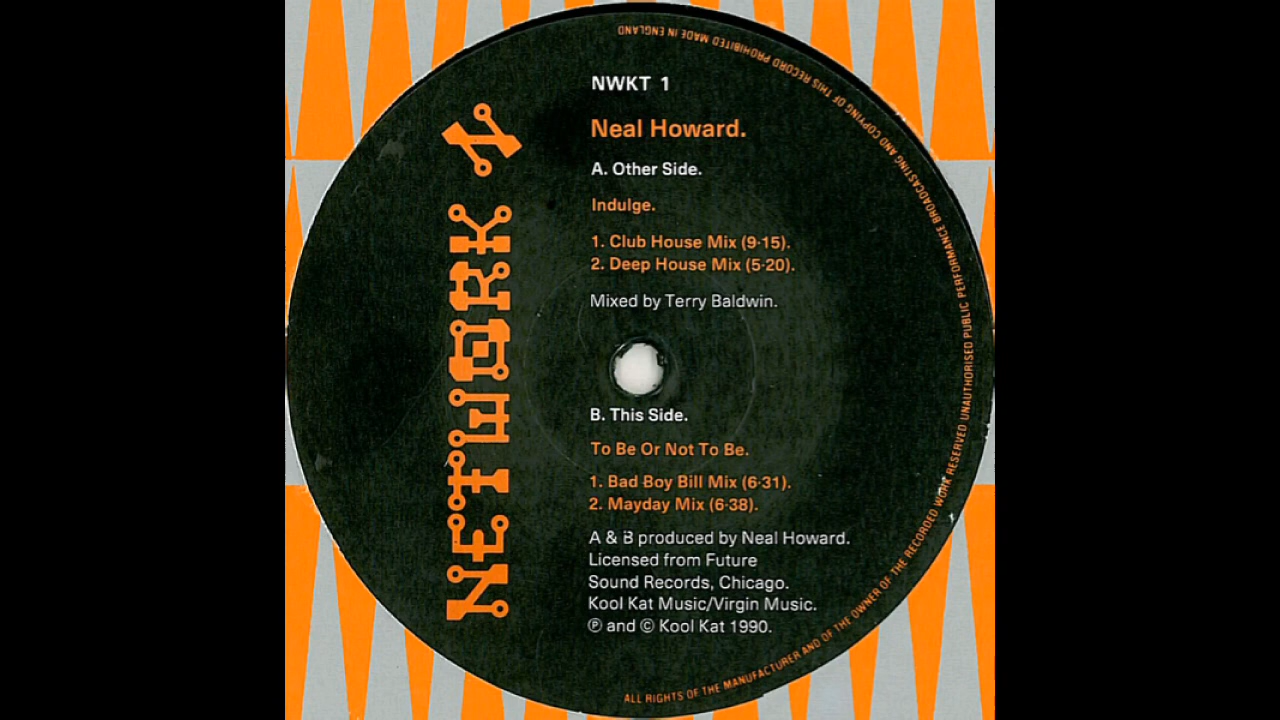 NETWORK N
NWKT 1
Neal Howard.
A. Other Side.
Indulge.
1. Club House Mix (9·15).
2. Deep House Mix (5·20).
Mixed by Terry Baldwin.
B. This Side.
To Be Or Not To Be.
1. Bad Boy Bill Mix (6·31).
2. Mayday Mix (6·38).
A & B produced by Neal Howard.
Licensed from Future
Sound Records, Chicago.
Kool Kat Music/Virgin Music.
℗ and © Kool Kat 1990.
ALL RIGHTS OF THE MANUFACTURER AND OF THE OWNER OF THE RECORDED WORK RESERVED UNAUTHORISED PUBLIC PERFORMANCE BROADCASTING AND COPYING OF THIS RECORD PROHIBITED MADE IN ENGLAND